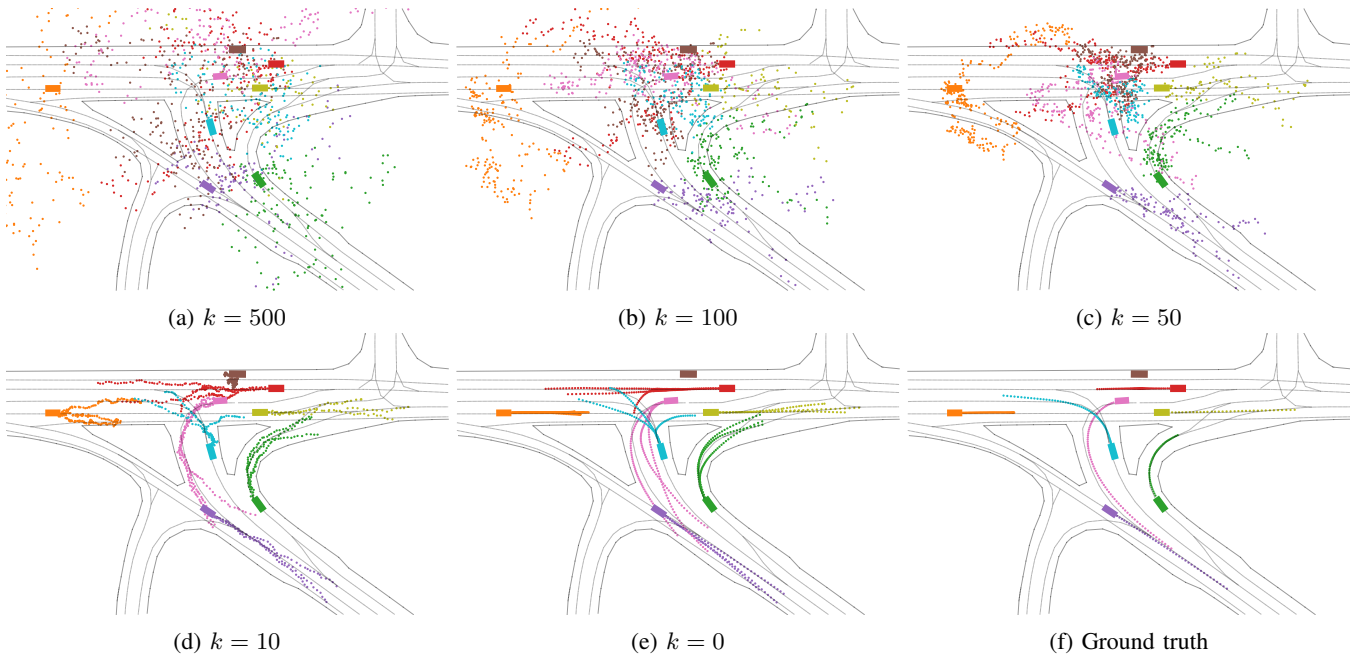 (a) k = 500
(b) k = 100
(c) k = 50
(d) k = 10
(e) k = 0
(f) Ground truth